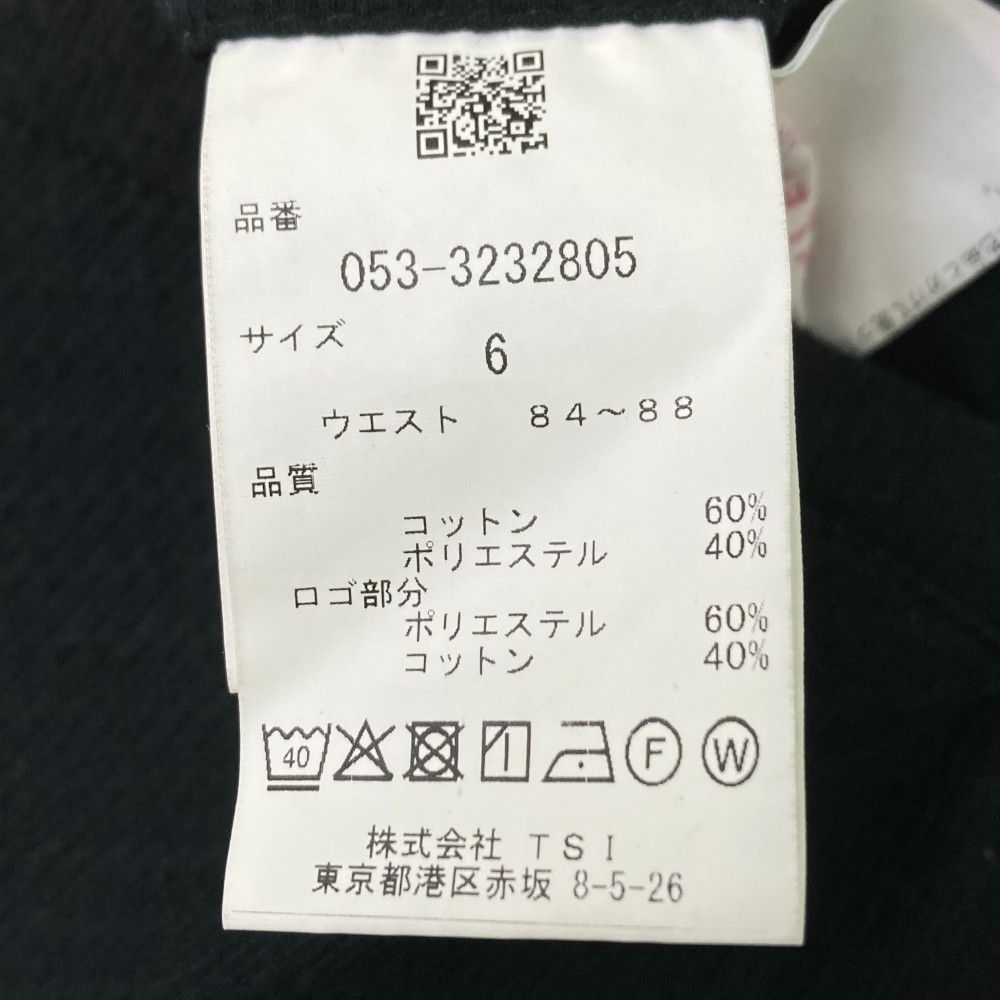 品番
053-3232805
サイズ 6
ウエスト 84～88
品質
コットン 60%
ポリエステル 40%
ロゴ部分
ポリエステル 60%
コットン 40%
40
F
W
株式会社 TSI
東京都港区赤坂 8-5-26